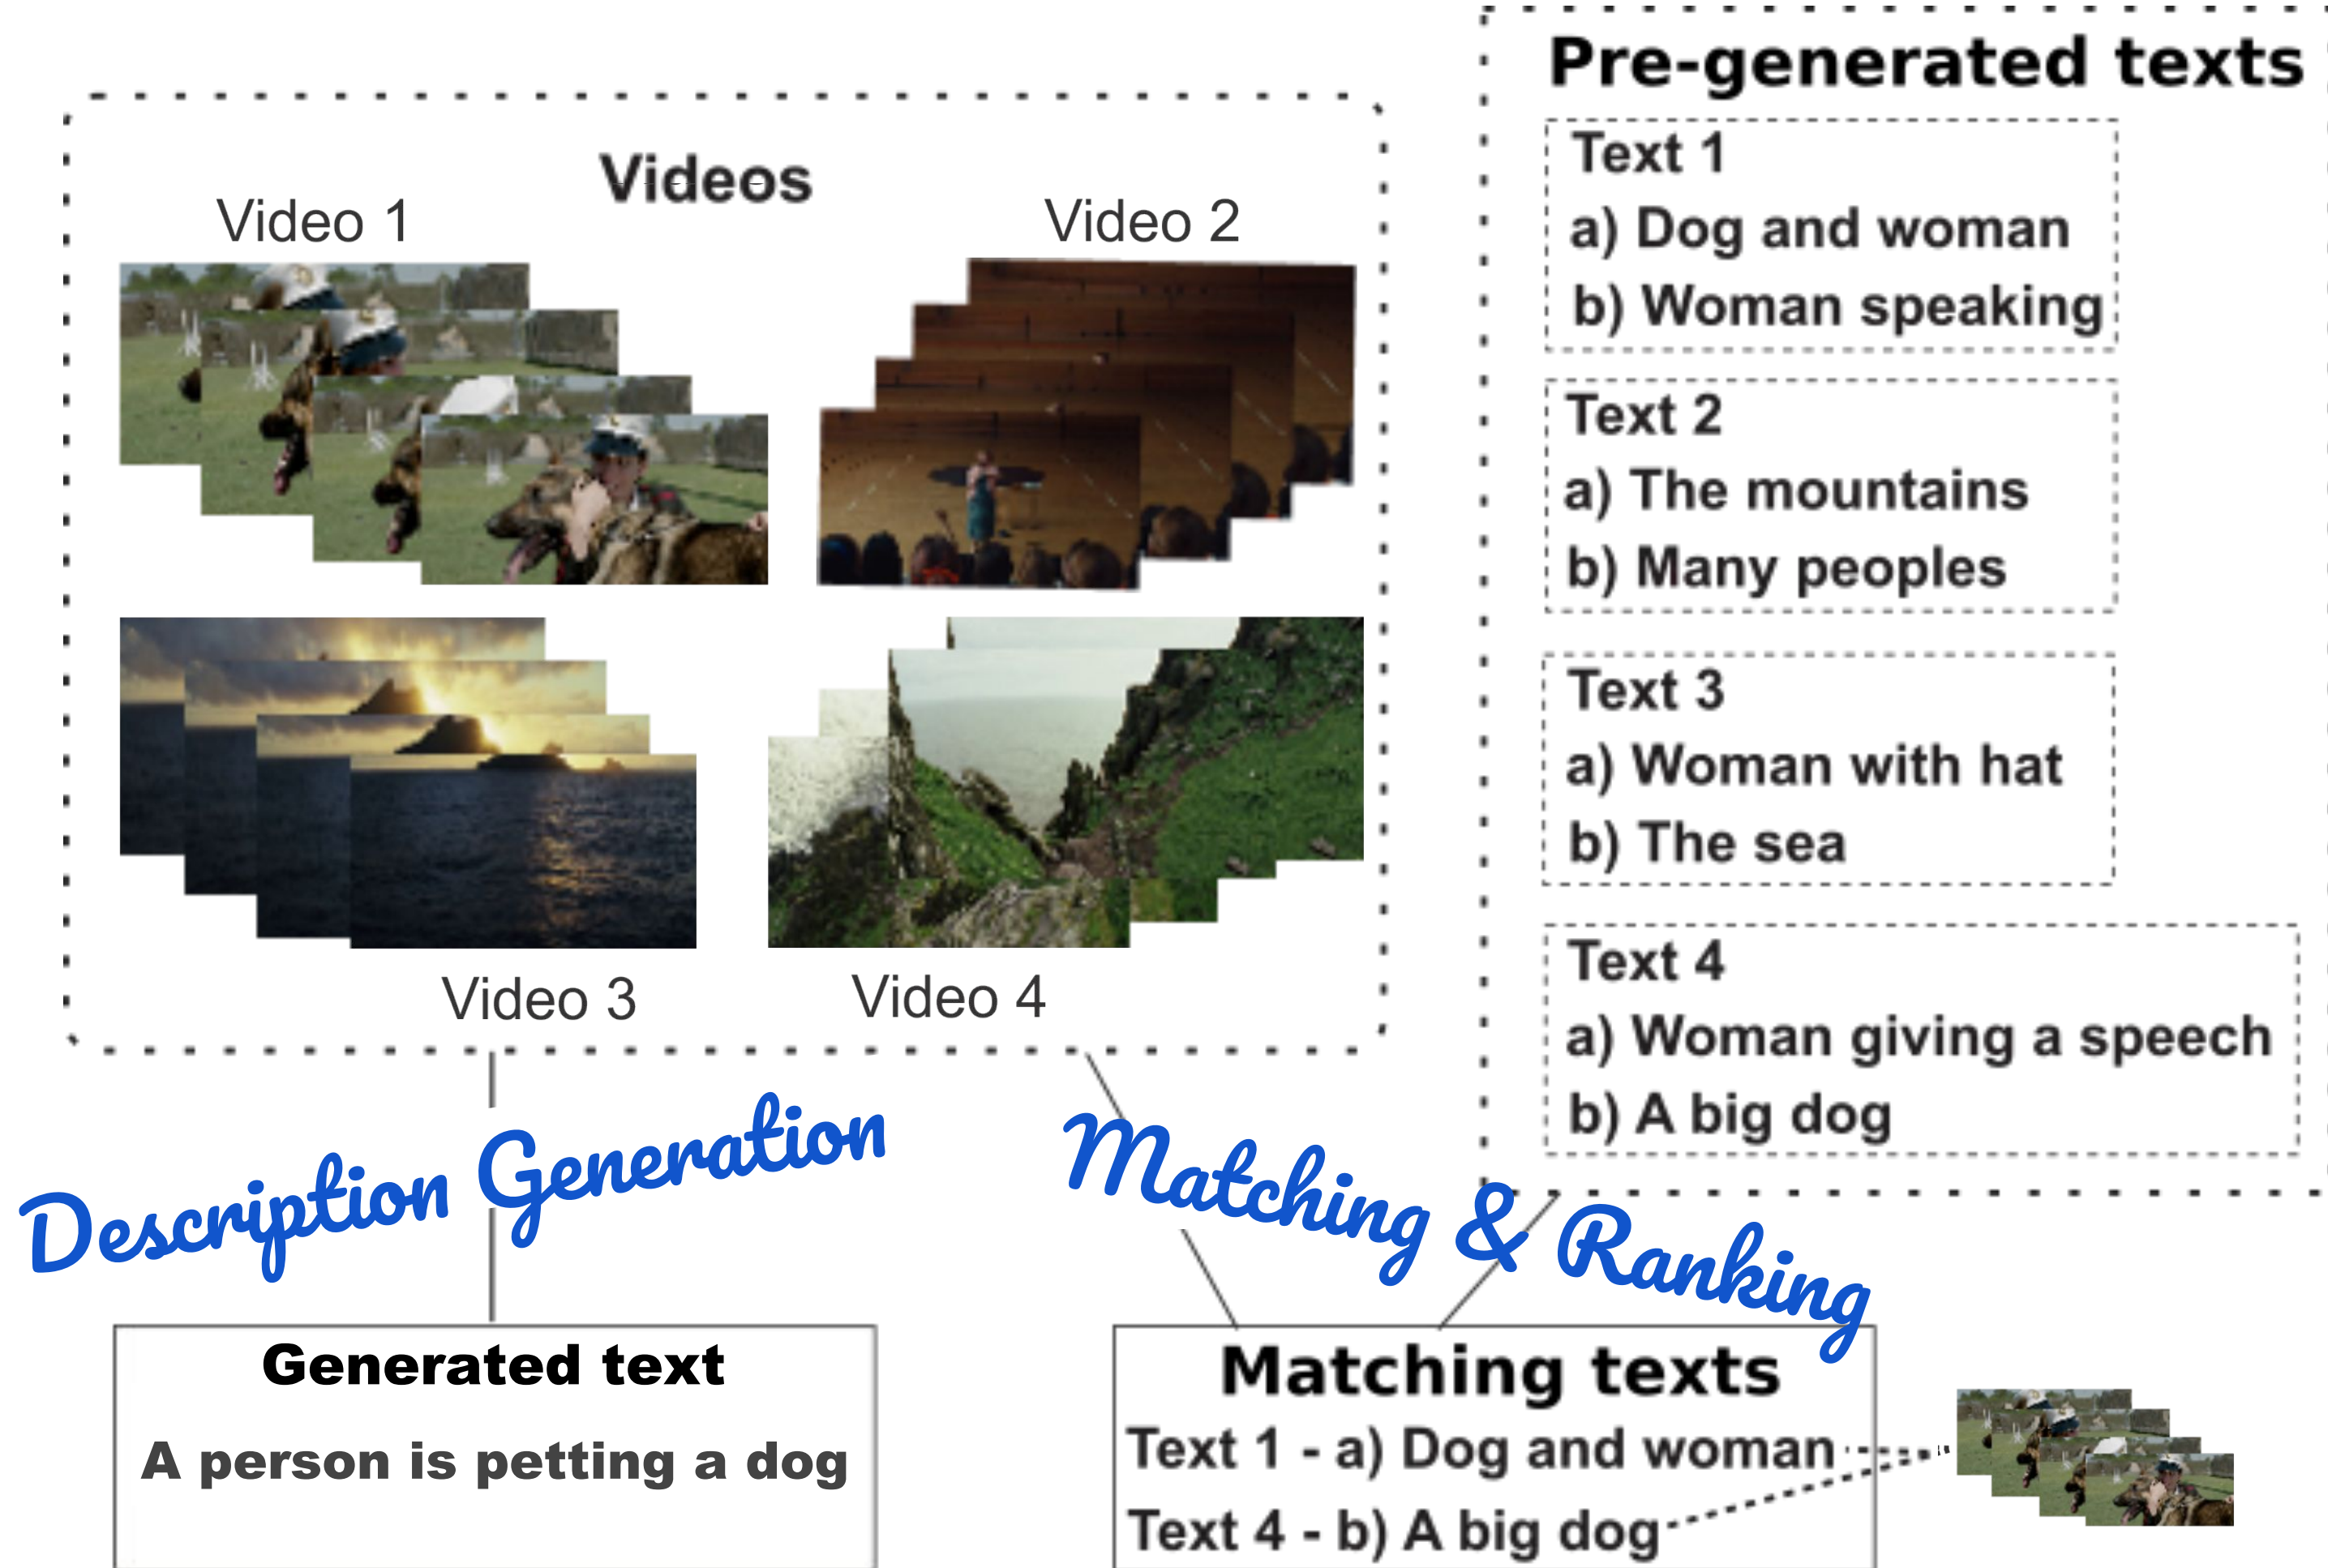 Videos
Video 1
Video 2
Video 3
Video 4
Pre-generated texts
Text 1
a) Dog and woman
b) Woman speaking
Text 2
a) The mountains
b) Many peoples
Text 3
a) Woman with hat
b) The sea
Text 4
a) Woman giving a speech
b) A big dog
Description Generation
Matching & Ranking
Generated text
A person is petting a dog
Matching texts
Text 1 - a) Dog and woman
Text 4 - b) A big dog